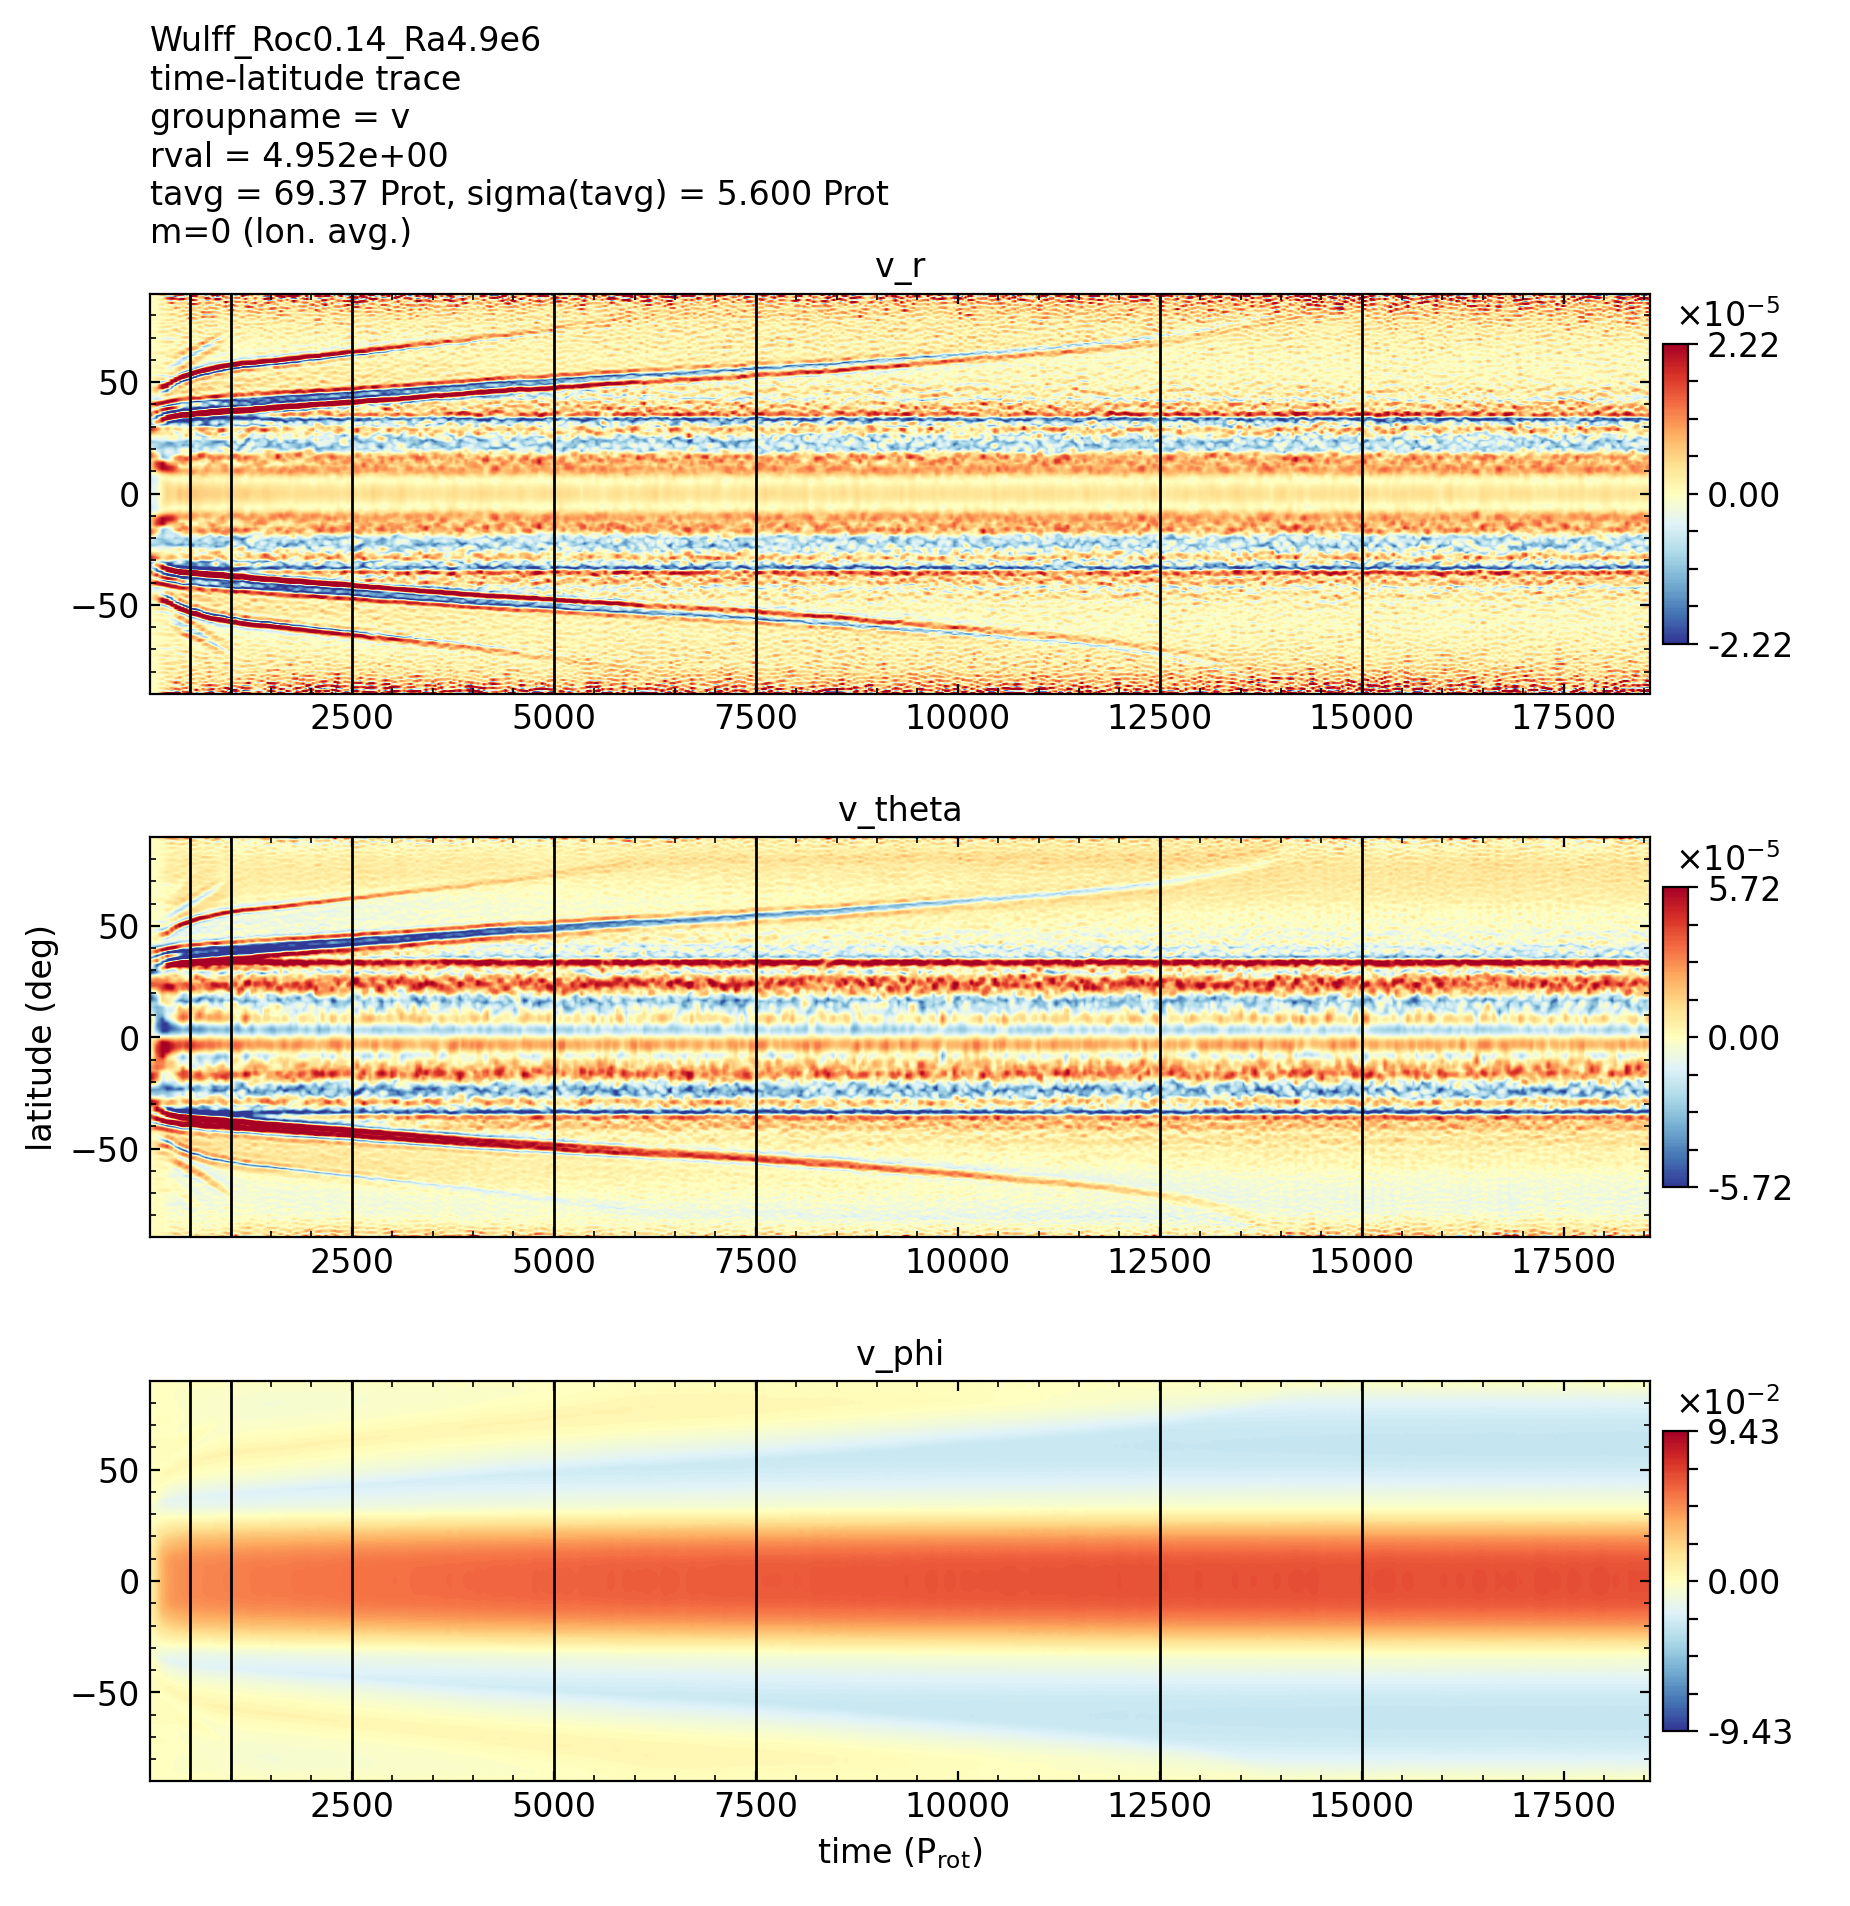 Wulff_Roc0.14_Ra4.9e6
time-latitude trace
groupname = v
rval = 4.952e+00
tavg = 69.37 Prot, sigma(tavg) = 5.600 Prot
m=0 (lon. avg.)
v_r
×10⁻⁵
2.22
0.00
-2.22
50
0
−50
2500 5000 7500 10000 12500 15000 17500
v_theta
×10⁻⁵
5.72
0.00
-5.72
latitude (deg)
50
0
−50
2500 5000 7500 10000 12500 15000 17500
v_phi
×10⁻²
9.43
0.00
-9.43
50
0
−50
2500 5000 7500 10000 12500 15000 17500
time (P_rot)